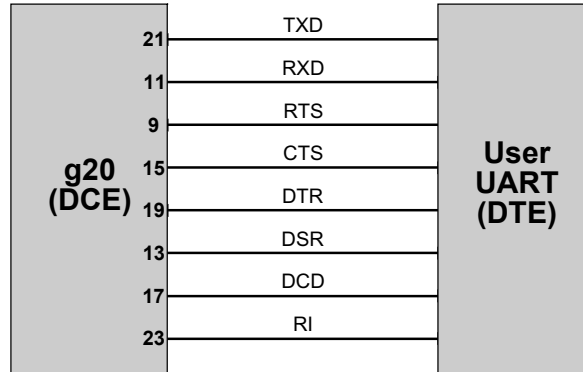 TXD
21
RXD
11
RTS
9
CTS
15
g20
(DCE)
User
UART
(DTE)
DTR
19
DSR
13
DCD
17
RI
23